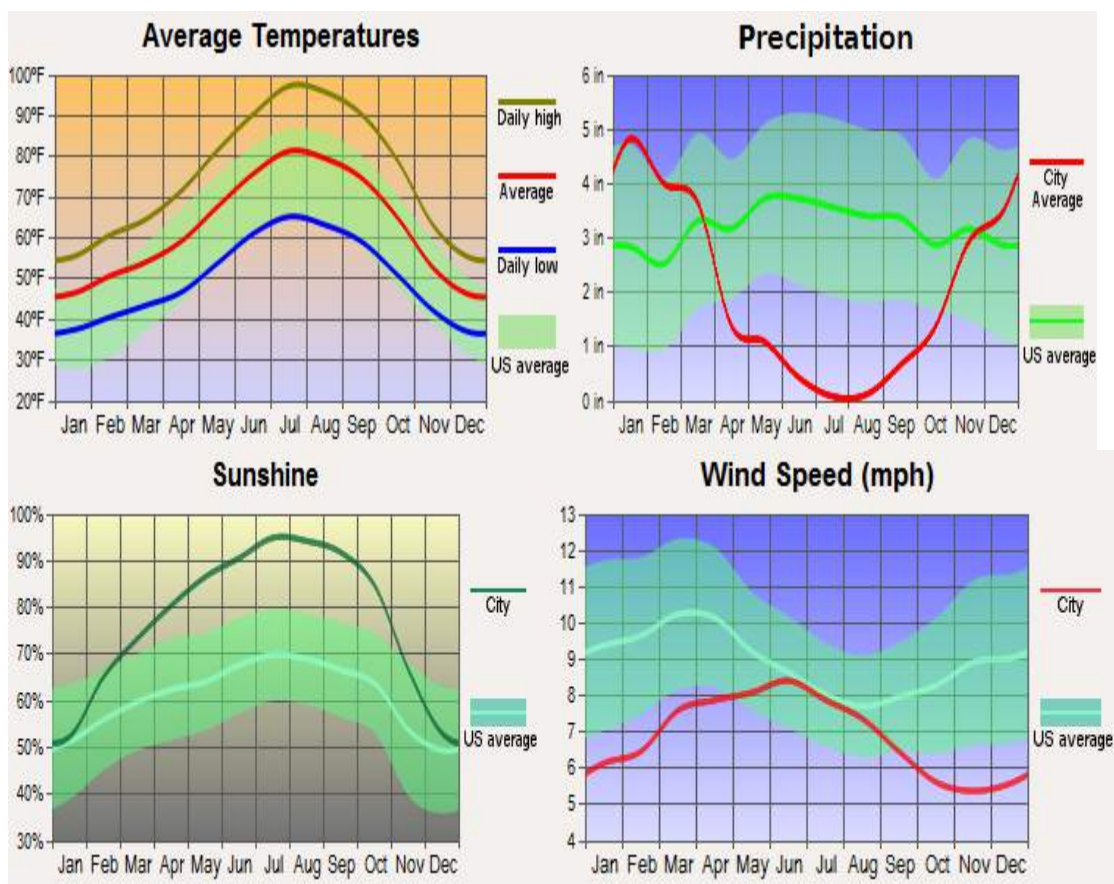 Average Temperatures
100ºF
90ºF
80ºF
70ºF
60ºF
50ºF
40ºF
30ºF
20ºF
Jan Feb Mar Apr May Jun Jul Aug Sep Oct Nov Dec
Daily high
Average
Daily low
US average
Precipitation
6 in
5 in
4 in
3 in
2 in
1 in
0 in
Jan Feb Mar Apr May Jun Jul Aug Sep Oct Nov Dec
City
Average
US average
Sunshine
100%
90%
80%
70%
60%
50%
40%
30%
Jan Feb Mar Apr May Jun Jul Aug Sep Oct Nov Dec
City
US average
Wind Speed (mph)
13
12
11
10
9
8
7
6
5
4
Jan Feb Mar Apr May Jun Jul Aug Sep Oct Nov Dec
City
US average